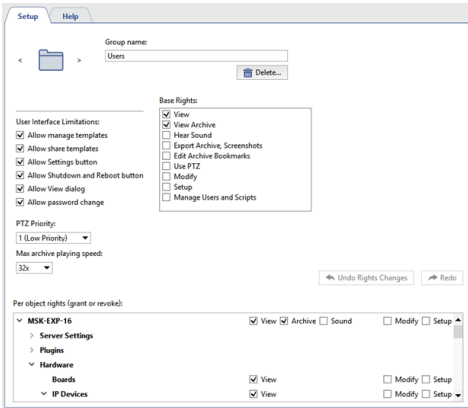 Setup Help
Group name:
Users
< >
Delete...
Base Rights:
View
View Archive
Hear Sound
Export Archive, Screenshots
Edit Archive Bookmarks
Use PTZ
Modify
Setup
Manage Users and Scripts
User Interface Limitations:
Allow manage templates
Allow share templates
Allow Settings button
Allow Shutdown and Reboot button
Allow View dialog
Allow password change
PTZ Priority:
1 (Low Priority)
Max archive playing speed:
32x
Undo Rights Changes Redo
Per object rights (grant or revoke):
MSK-EXP-16 View Archive Sound Modify Setup
Server Settings
Plugins
Hardware
Boards View Modify Setup
IP Devices View Modify Setup